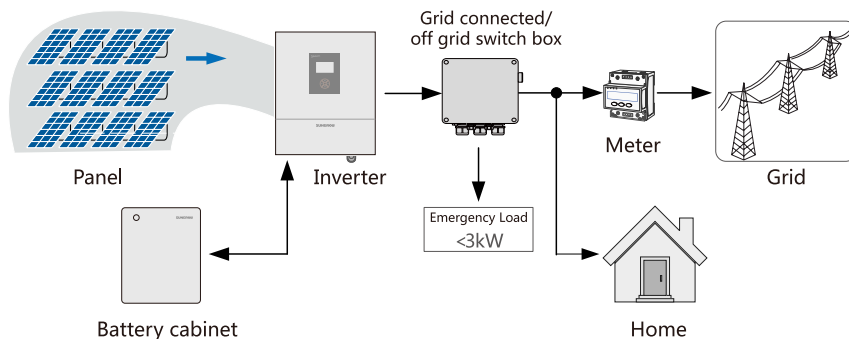 Grid connected/
off grid switch box
Panel
Inverter
Meter
Grid
Emergency Load
<3kW
Battery cabinet
Home